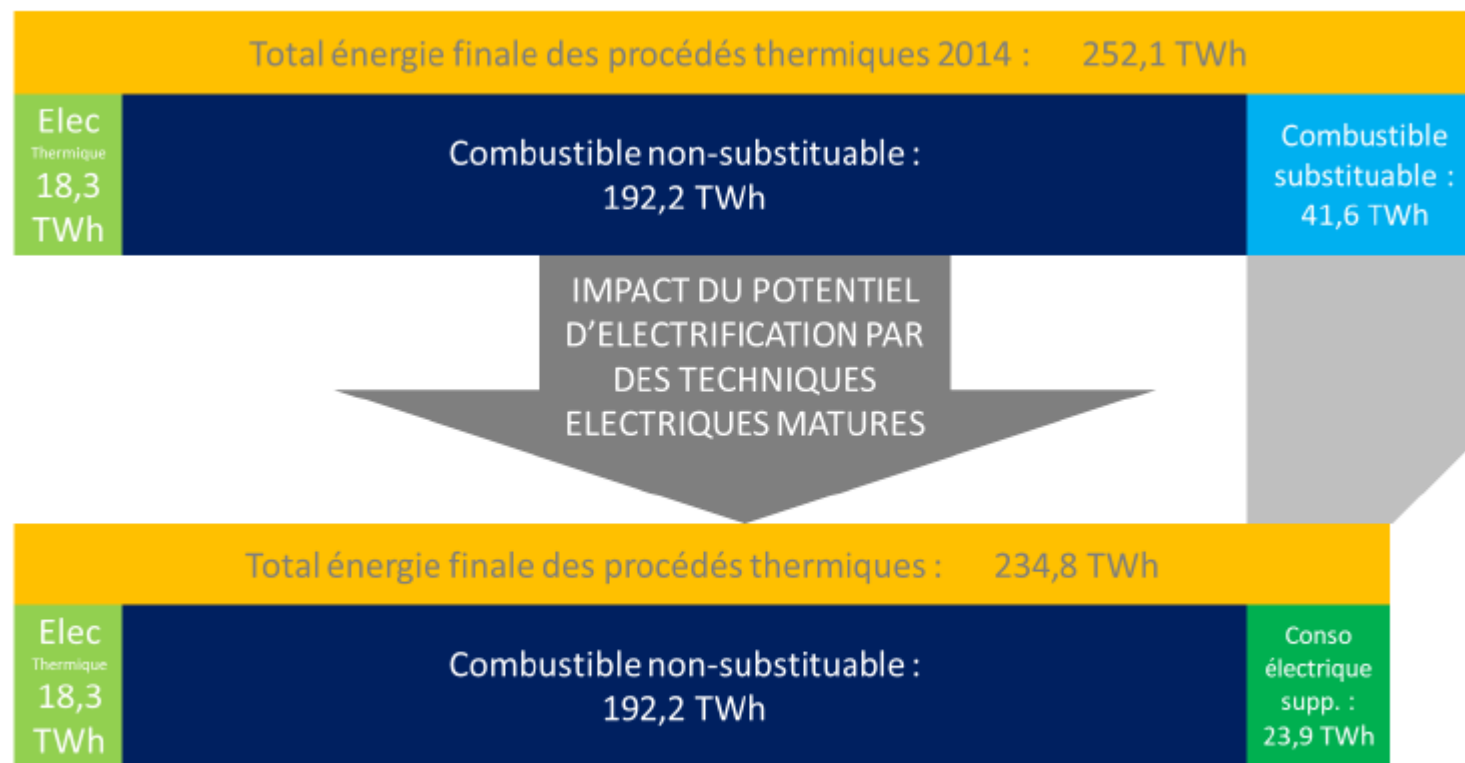 Total énergie finale des procédés thermiques 2014 : 252,1 TWh
Elec
Thermique
18,3
TWh
Combustible non-substituable :
192,2 TWh
Combustible
substituable :
41,6 TWh
IMPACT DU POTENTIEL
D’ELECTRIFICATION PAR
DES TECHNIQUES
ELECTRIQUES MATURES
Total énergie finale des procédés thermiques : 234,8 TWh
Elec
Thermique
18,3
TWh
Combustible non-substituable :
192,2 TWh
Conso
électrique
supp. :
23,9 TWh